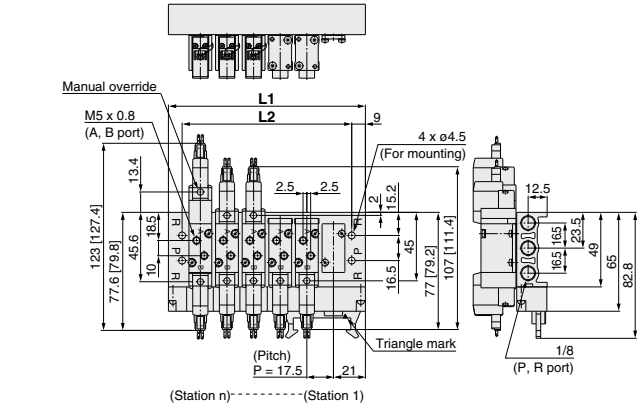 Manual override
L1
M5 x 0.8
(A, B port)
L2
9
4 x ø4.5
(For mounting)
13.4
2.5
2.5
2
15.2
12.5
123 [127.4]
77.6 [79.8]
45.6
18.5
10
R
P
R
R
P
R
16.5
45
77 [79.2]
107 [111.4]
16.5
16.5
23.5
49
65
82.8
Triangle mark
(Pitch)
P = 17.5
21
1/8
(P, R port)
(Station n)
(Station 1)